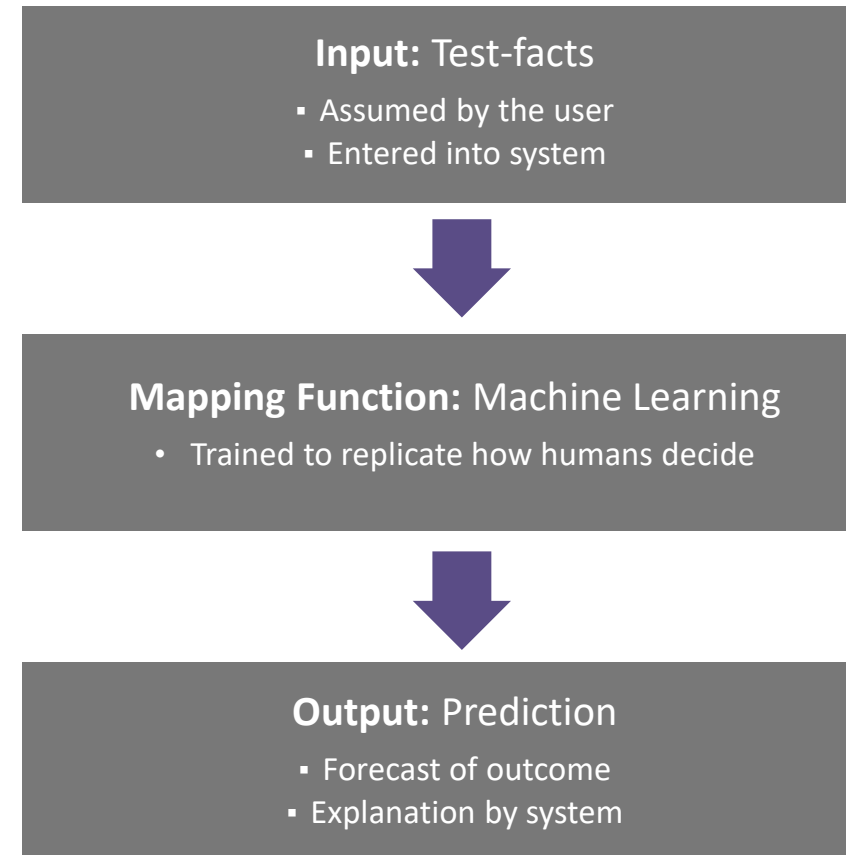 Input: Test-facts
▪ Assumed by the user
▪ Entered into system
Mapping Function: Machine Learning
• Trained to replicate how humans decide
Output: Prediction
▪ Forecast of outcome
▪ Explanation by system